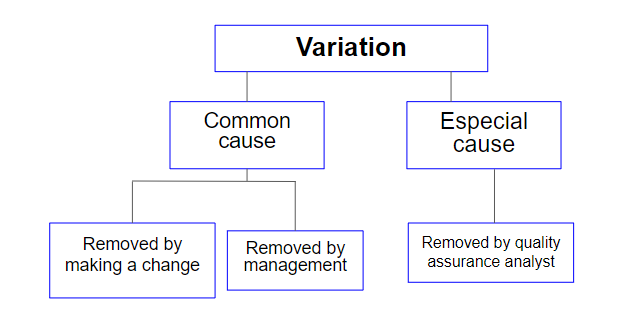 Variation
Common
cause
Especial
cause
Removed by
making a change
Removed by
management
Removed by quality
assurance analyst